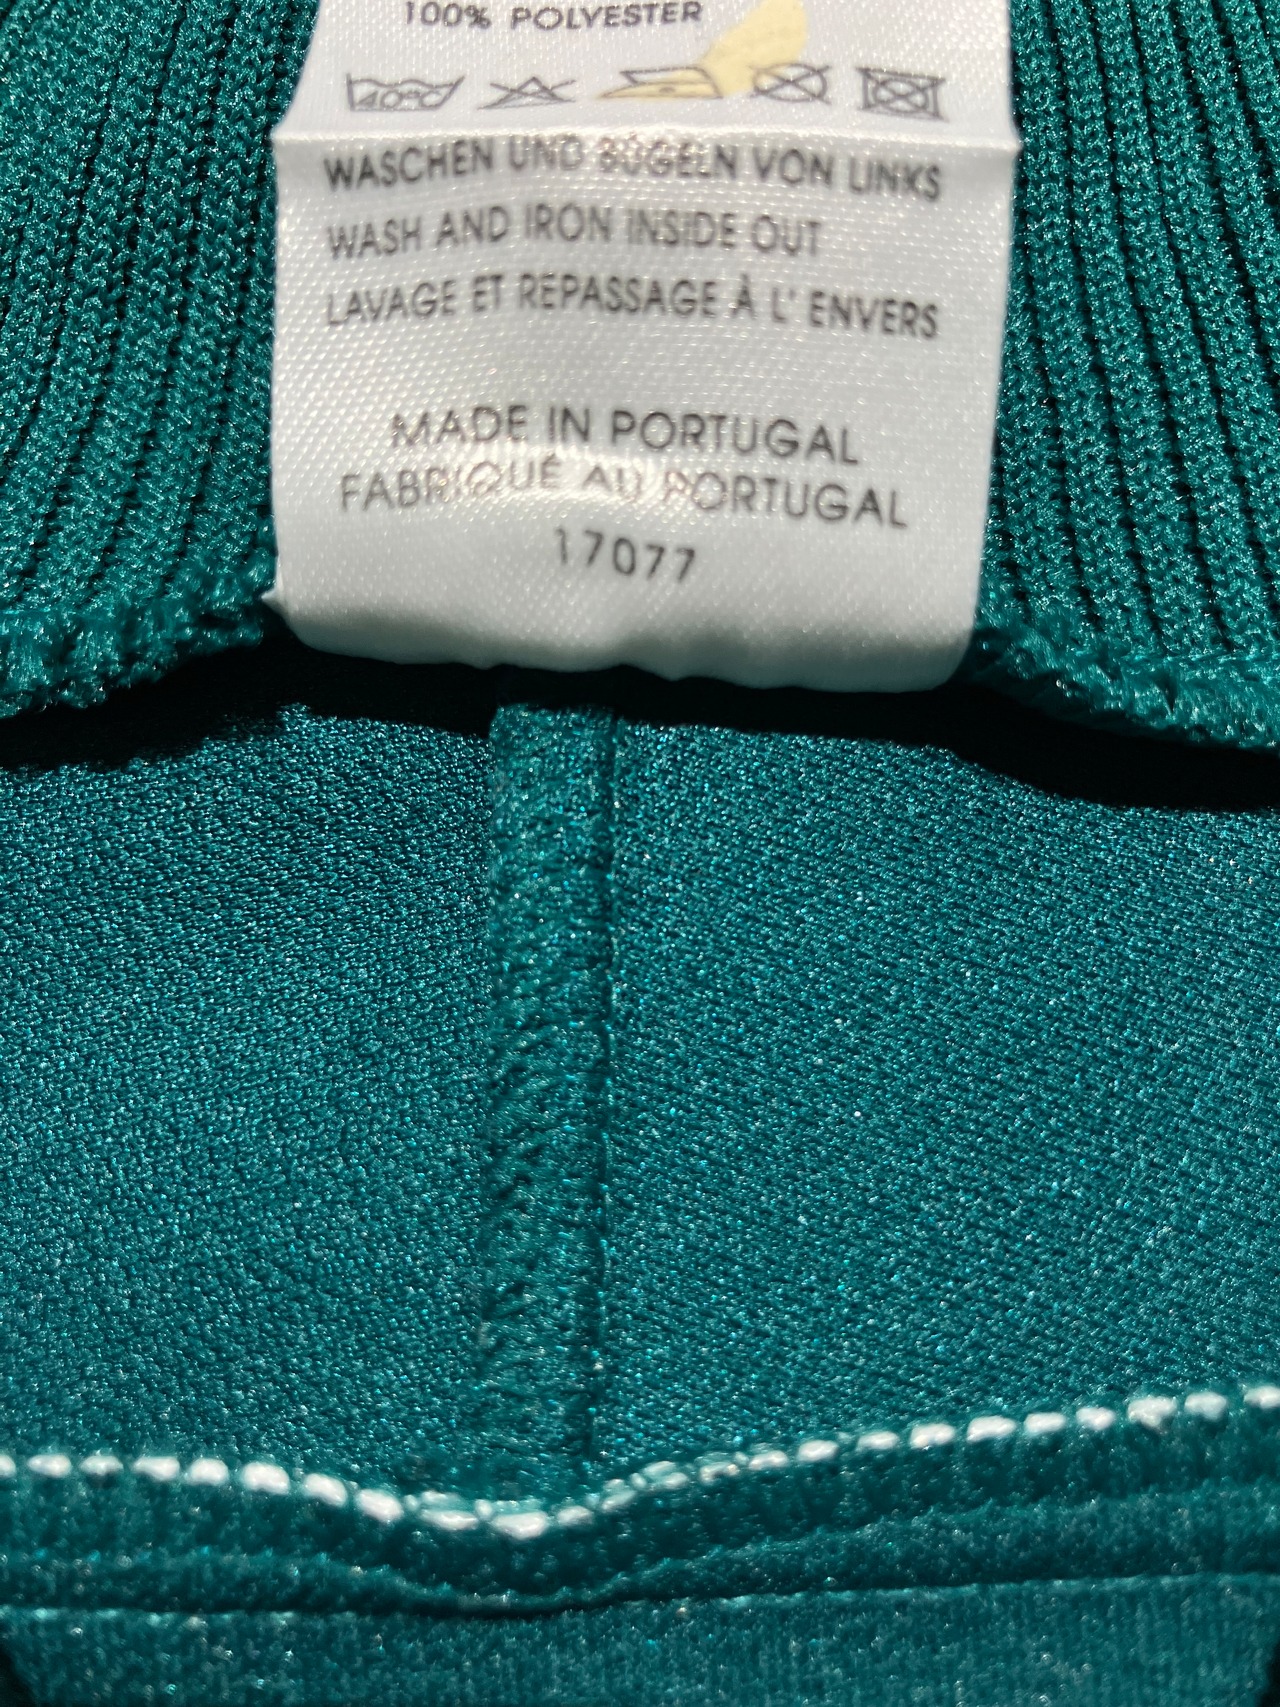 100% POLYESTER
40°C
WASCHEN UND BÜGELN VON LINKS
WASH AND IRON INSIDE OUT
LAVAGE ET REPASSAGE À L' ENVERS
MADE IN PORTUGAL
FABRIQUÉ AU PORTUGAL
17077